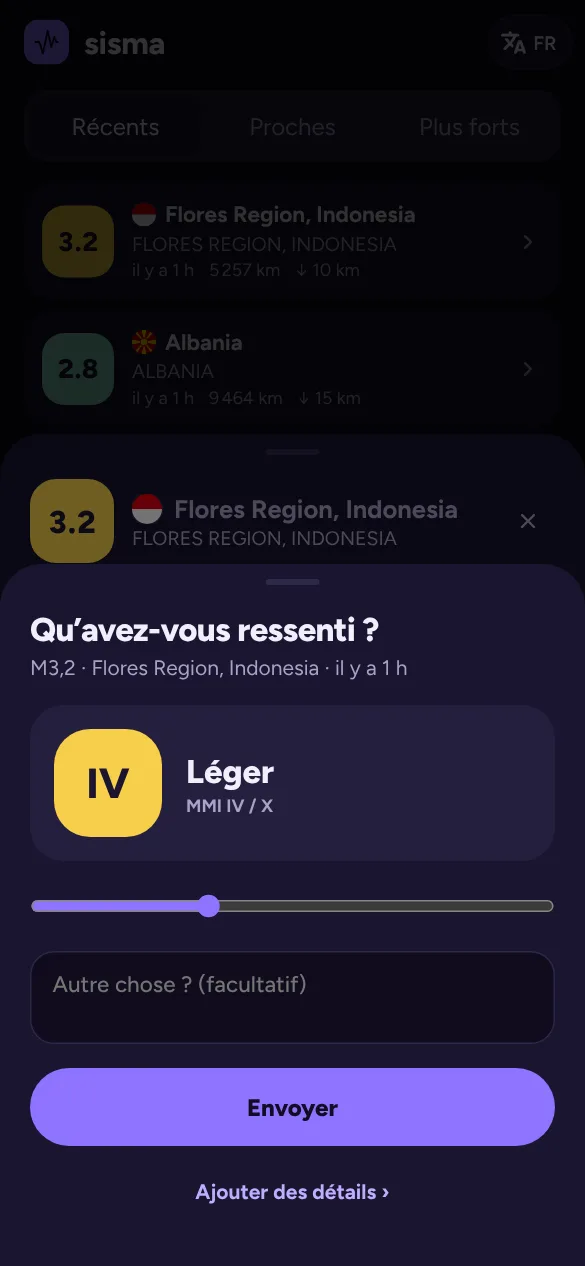 sisma
FR
Récents
Proches
Plus forts
3.2
Flores Region, Indonesia
FLORES REGION, INDONESIA
il y a 1 h 5 257 km ↓ 10 km
2.8
Albania
ALBANIA
il y a 1 h 9 464 km ↓ 15 km
3.2
Flores Region, Indonesia
FLORES REGION, INDONESIA
Qu’avez-vous ressenti ?
M3,2 · Flores Region, Indonesia · il y a 1 h
IV
Léger
MMI IV / X
Autre chose ? (facultatif)
Envoyer
Ajouter des détails ›